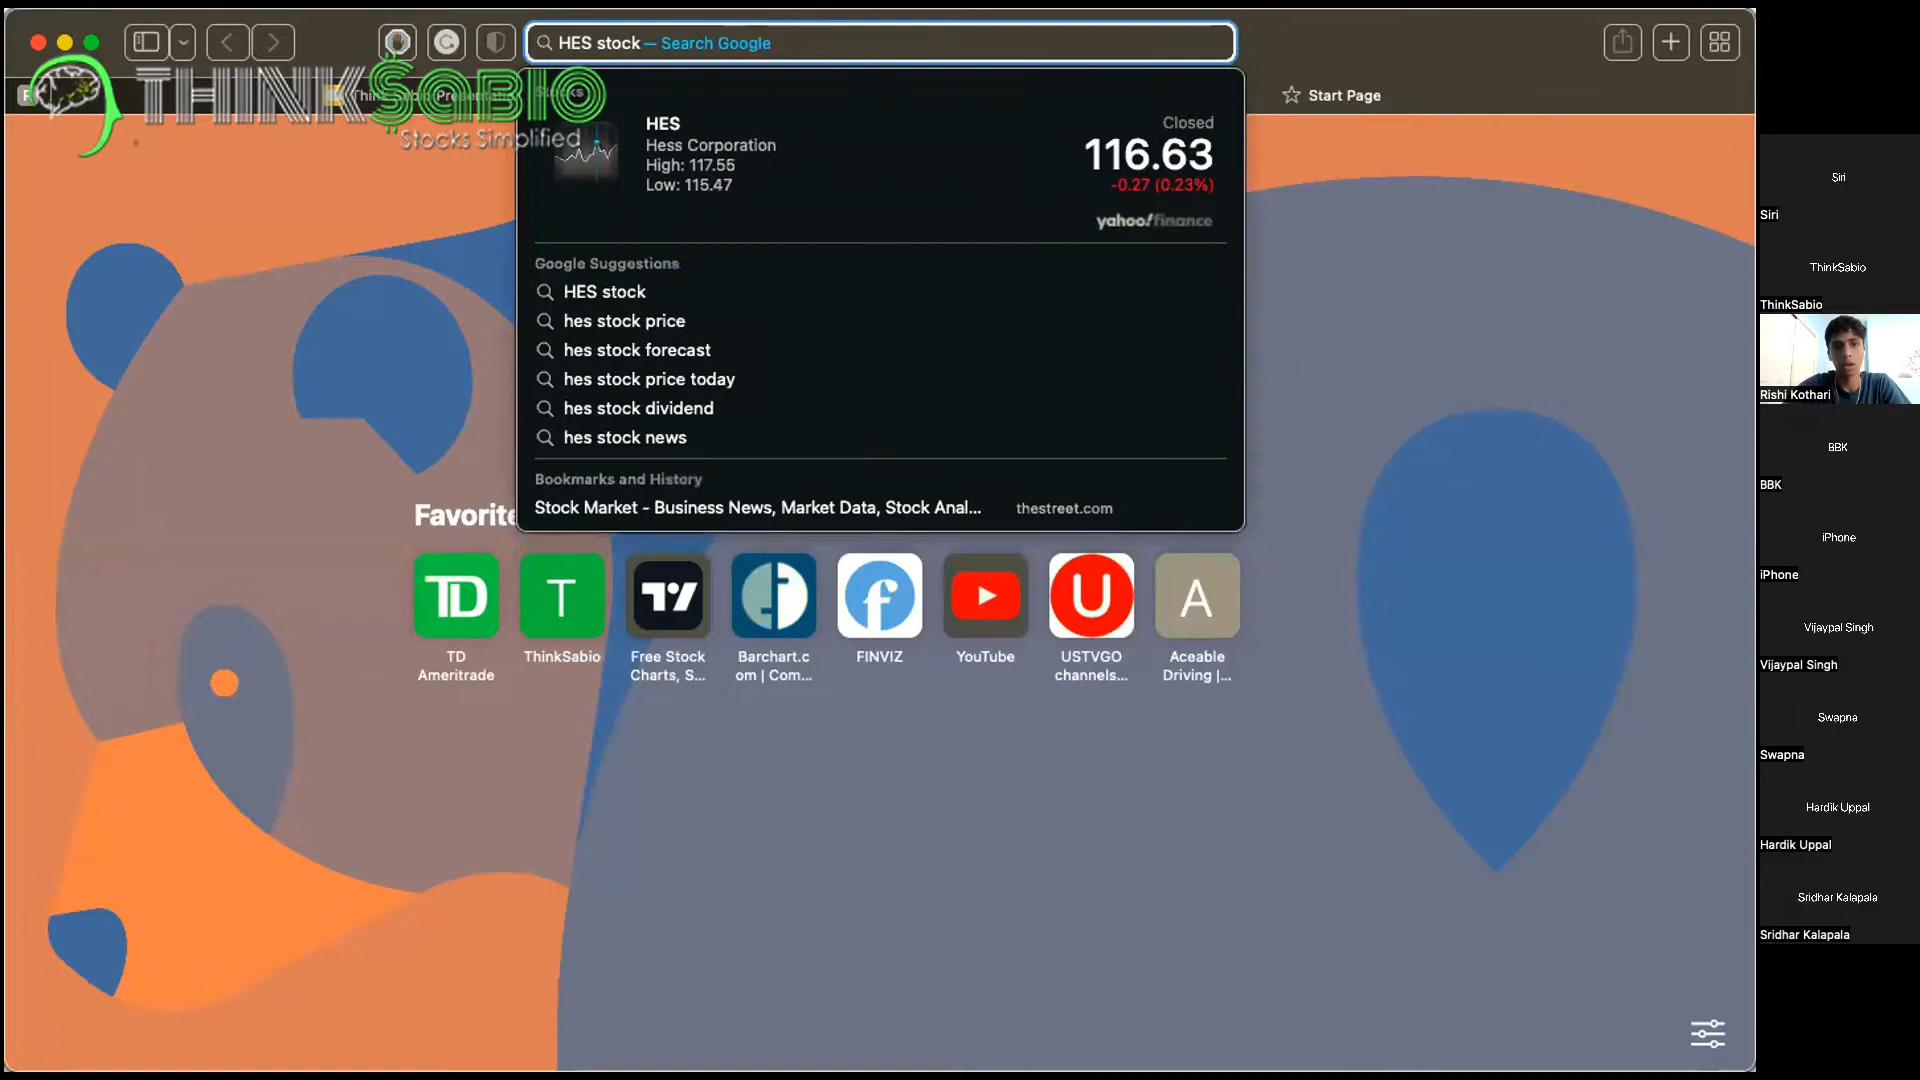 HES stock — Search Google
THINK$aBIO
Stocks Simplified
Start Page
HES
Hess Corporation
High: 117.55
Low: 115.47
Closed
116.63
-0.27 (0.23%)
yahoo!finance
Google Suggestions
HES stock
hes stock price
hes stock forecast
hes stock price today
hes stock dividend
hes stock news
Bookmarks and History
Stock Market - Business News, Market Data, Stock Anal...
thestreet.com
Favorite
TD
T
A
TD
Ameritrade
ThinkSabio
Free Stock
Charts, S...
Barchart.c
om | Com...
FINVIZ
YouTube
USTVGO
channels...
Aceable
Driving |...
Siri
Siri
ThinkSabio
ThinkSabio
Rishi Kothari
BBK
BBK
iPhone
iPhone
Vijaypal Singh
Vijaypal Singh
Swapna
Swapna
Hardik Uppal
Hardik Uppal
Sridhar Kalapala
Sridhar Kalapala